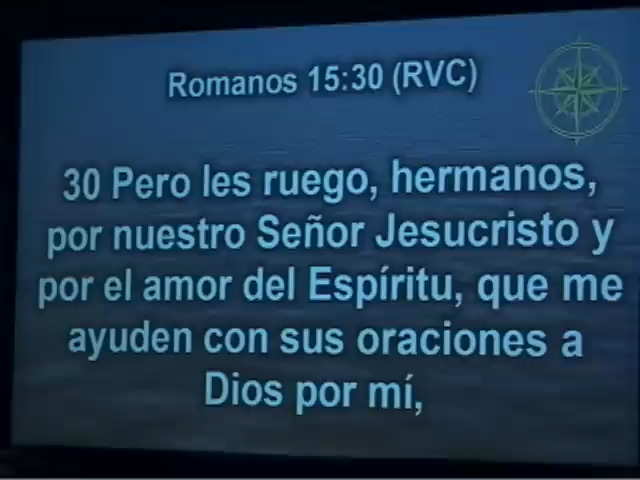 Romanos 15:30 (RVC)
30 Pero les ruego, hermanos,
por nuestro Señor Jesucristo y
por el amor del Espíritu, que me
ayuden con sus oraciones a
Dios por mí,